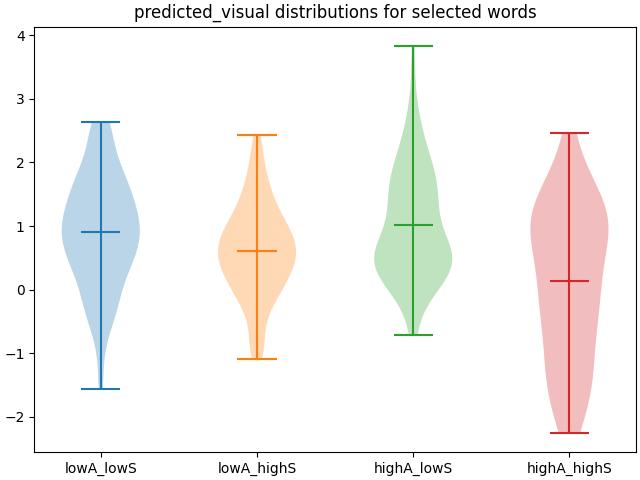 predicted_visual distributions for selected words
4
3
2
1
0
−1
−2
lowA_lowS
lowA_highS
highA_lowS
highA_highS